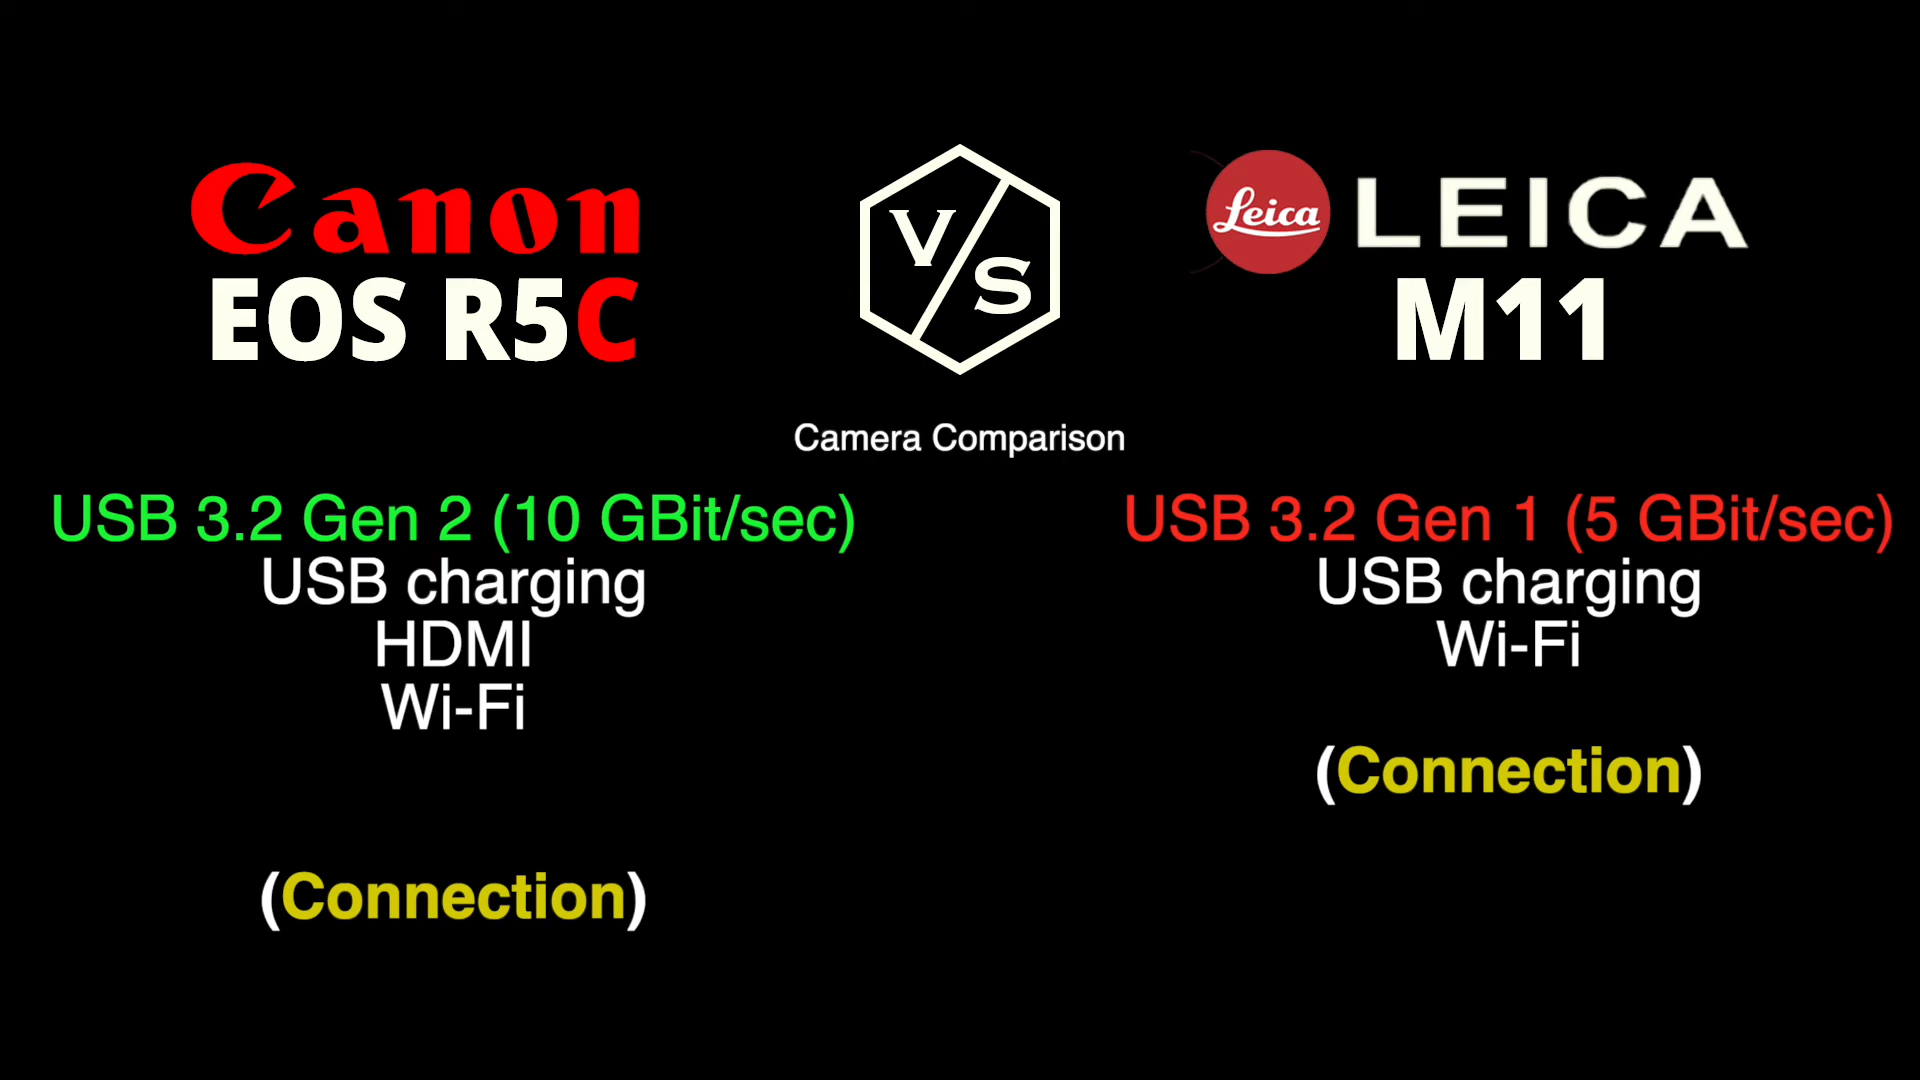 Canon
EOS R5C
V/S
Leica LEICA
M11
Camera Comparison
USB 3.2 Gen 2 (10 GBit/sec)
USB charging
HDMI
Wi-Fi
(Connection)
USB 3.2 Gen 1 (5 GBit/sec)
USB charging
Wi-Fi
(Connection)